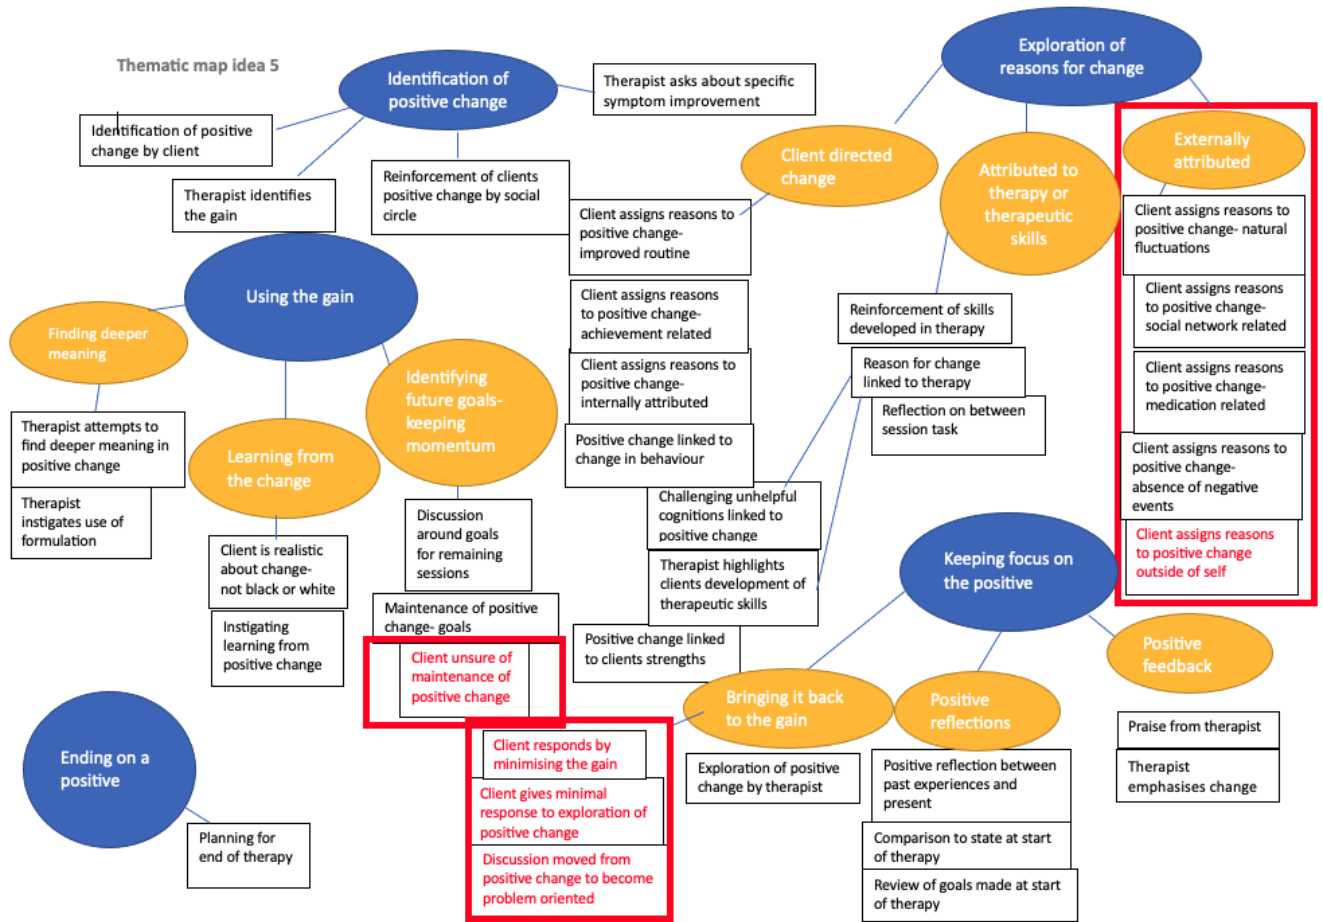 Thematic map idea 5
Identification of
positive change
Therapist asks about specific
symptom improvement
Identification of positive
change by client
Therapist identifies
the gain
Reinforcement of clients
positive change by social
circle
Exploration of
reasons for change
Client directed
change
Attributed to
therapy or
therapeutic
skills
Externally
attributed
Client assigns reasons to
positive change-
improved routine
Client assigns reasons
to positive change-
achievement related
Client assigns reasons to
positive change-
internally attributed
Positive change linked to
change in behaviour
Positive change linked
to clients strengths
Reinforcement of skills
developed in therapy
Reason for change
linked to therapy
Reflection on between
session task
Challenging unhelpful
cognitions linked to
positive change
Therapist highlights
clients development of
therapeutic skills
Client assigns reasons to
positive change- natural
fluctuations
Client assigns reasons
to positive change-
social network related
Client assigns reasons
to positive change-
medication related
Client assigns reasons to
positive change-
absence of negative
events
Client assigns reasons
to positive change
outside of self
Using the gain
Finding deeper
meaning
Therapist attempts to
find deeper meaning in
positive change
Therapist
instigates use of
formulation
Learning from
the change
Client is realistic
about change-
not black or white
Instigating
learning from
positive change
Identifying
future goals-
keeping
momentum
Discussion
around goals
for remaining
sessions
Maintenance of positive
change- goals
Client unsure of
maintenance of
positive change
Keeping focus on
the positive
Bringing it back
to the gain
Client responds by
minimising the gain
Client gives minimal
response to exploration of
positive change
Discussion moved from
positive change to become
problem oriented
Exploration of positive
change by therapist
Positive
reflections
Positive reflection between
past experiences and
present
Comparison to state at start
of therapy
Review of goals made at start
of therapy
Positive
feedback
Praise from therapist
Therapist
emphasises change
Ending on a
positive
Planning for
end of therapy